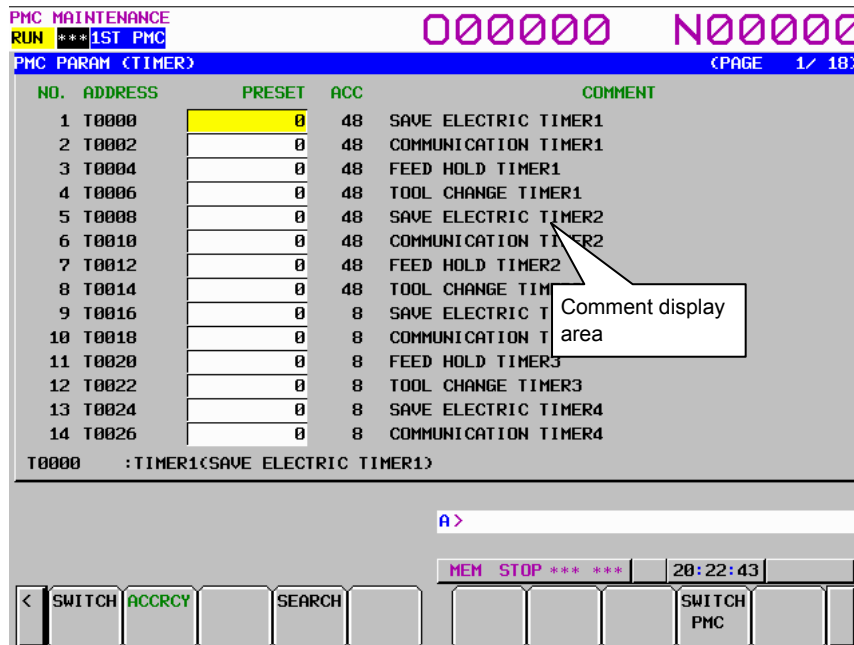 PMC MAINTENANCE
RUN ***1ST PMC O00000 N00000
PMC PARAM (TIMER) (PAGE 1/ 18)
NO. ADDRESS PRESET ACC COMMENT
1 T0000 0 48 SAVE ELECTRIC TIMER1
2 T0002 0 48 COMMUNICATION TIMER1
3 T0004 0 48 FEED HOLD TIMER1
4 T0006 0 48 TOOL CHANGE TIMER1
5 T0008 0 48 SAVE ELECTRIC TIMER2
6 T0010 0 48 COMMUNICATION TIMER2
7 T0012 0 48 FEED HOLD TIMER2
8 T0014 0 48 TOOL CHANGE
9 T0016 0 8 SAVE ELECTRIC
10 T0018 0 8 COMMUNICATION
11 T0020 0 8 FEED HOLD TIMER3
12 T0022 0 8 TOOL CHANGE TIMER3
13 T0024 0 8 SAVE ELECTRIC TIMER4
14 T0026 0 8 COMMUNICATION TIMER4
Comment display
area
T0000 :TIMER1(SAVE ELECTRIC TIMER1)
A>
MEM STOP *** *** 20:22:43
< SWITCH ACCRCY SEARCH SWITCH
PMC